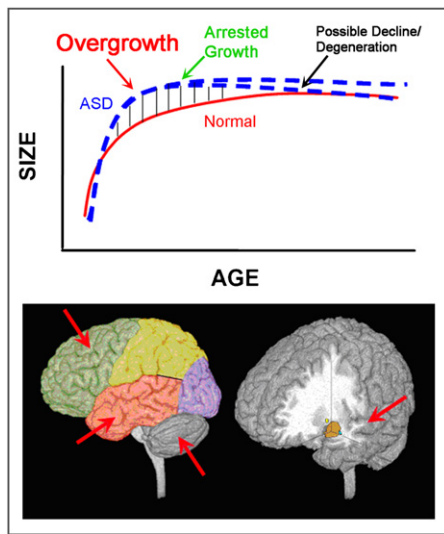 Overgrowth
Arrested
Growth
Possible Decline/
Degeneration
ASD
Normal
SIZE
AGE